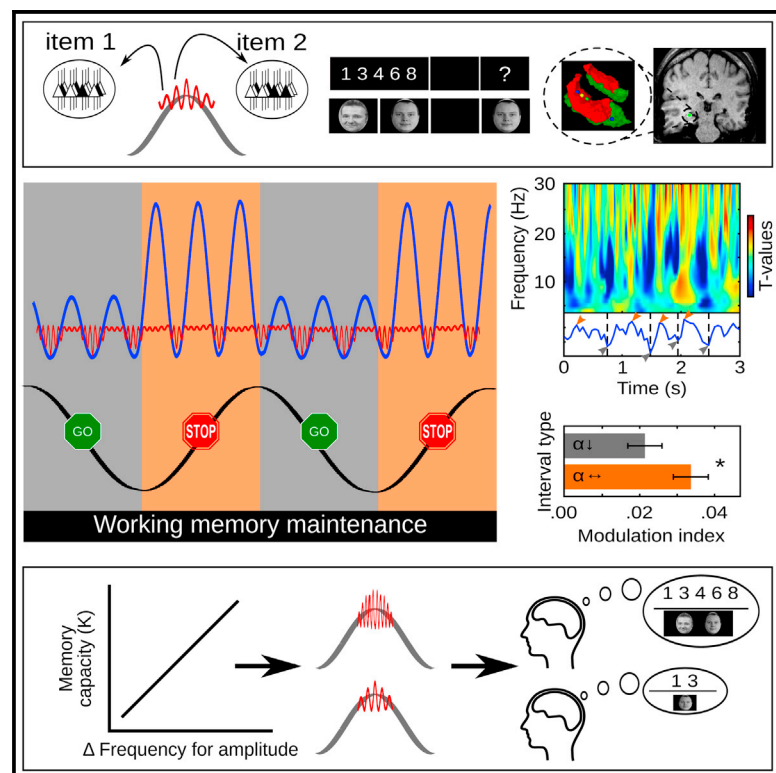 item 1
item 2
1 3 4 6 8
?
GO
STOP
GO
STOP
Working memory maintenance
Frequency (Hz)
30
20
10
T-values
0 1 2 3
Time (s)
Interval type
α↓
α↔
*
.00 .02 .04
Modulation index
Memory
capacity (K)
Δ Frequency for amplitude
1 3 4 6 8
1 3